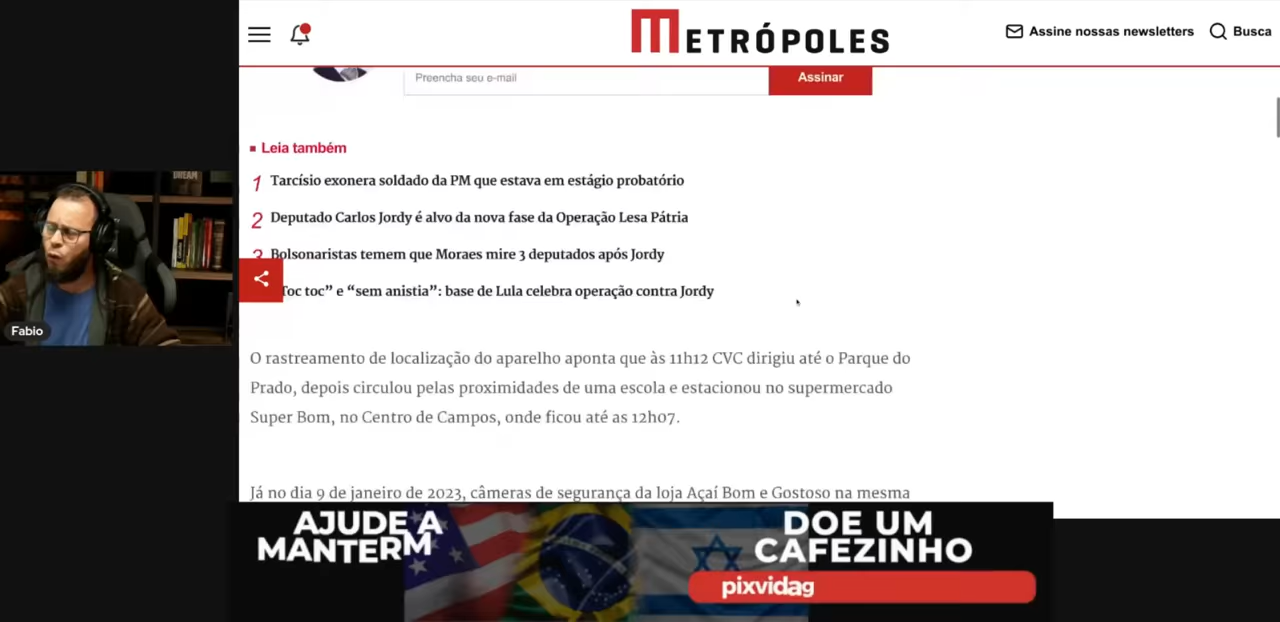 METRÓPOLES
Assine nossas newsletters
Busca
Preencha seu e-mail
Assinar
Leia também
1 Tarcísio exonera soldado da PM que estava em estágio probatório
2 Deputado Carlos Jordy é alvo da nova fase da Operação Lesa Pátria
3 Bolsonaristas temem que Moraes mire 3 deputados após Jordy
Toc toc” e “sem anistia”: base de Lula celebra operação contra Jordy
O rastreamento de localização do aparelho aponta que às 11h12 CVC dirigiu até o Parque do
Prado, depois circulou pelas proximidades de uma escola e estacionou no supermercado
Super Bom, no Centro de Campos, onde ficou até as 12h07.
Já no dia 9 de janeiro de 2023, câmeras de segurança da loja Açaí Bom e Gostoso na mesma
DREAM
Fabio
AJUDE A
MANTERM
DOE UM
CAFEZINHO
pixvidag